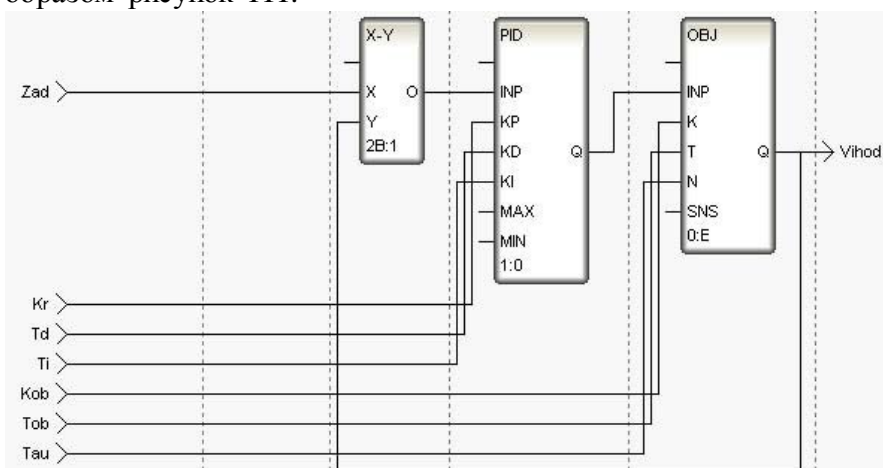 образом рисунок
X-Y
PID
OBJ
Zad
X O
INP
INP
Y
KP
K
2B:1
KD Q
T Q
Vihod
KI
N
MAX
SNS
MIN
0:E
1:0
Kr
Td
Ti
Kob
Tob
Tau